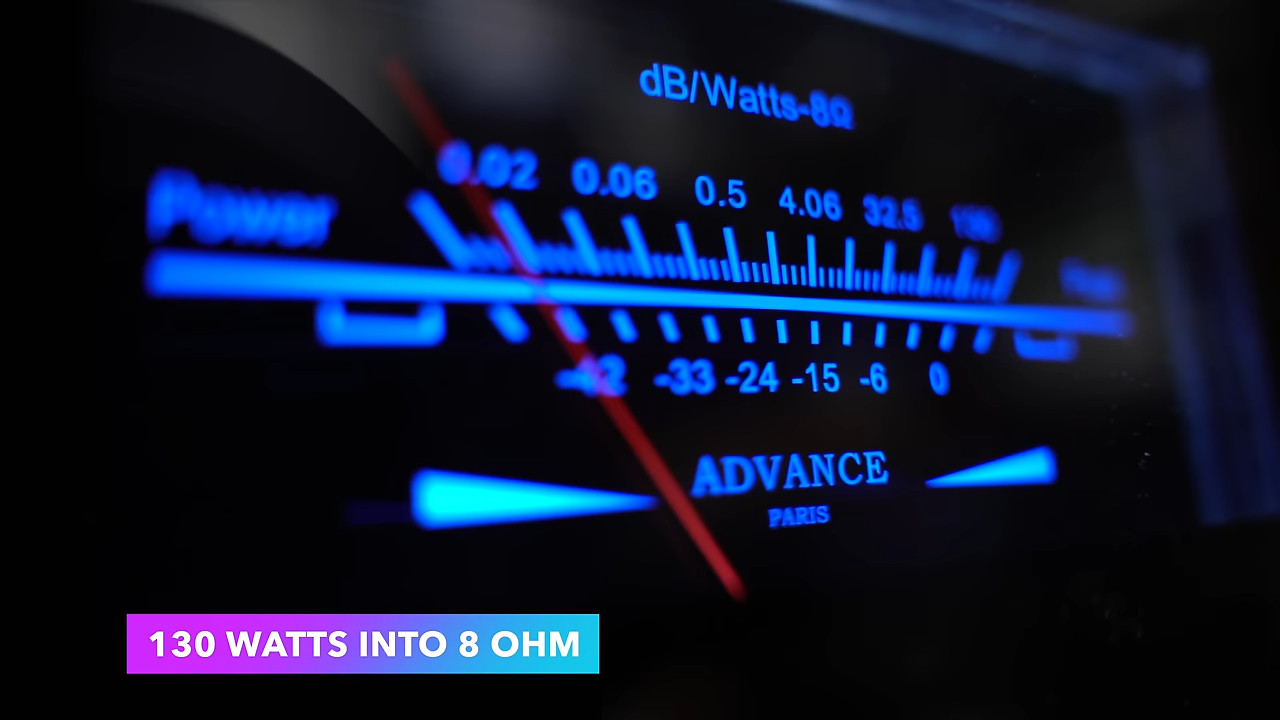 dB/Watts-8Ω
0.02 0.06 0.5 4.06 32.5 130
Power
-42 -33 -24 -15 -6 0
ADVANCE
PARIS
130 WATTS INTO 8 OHM